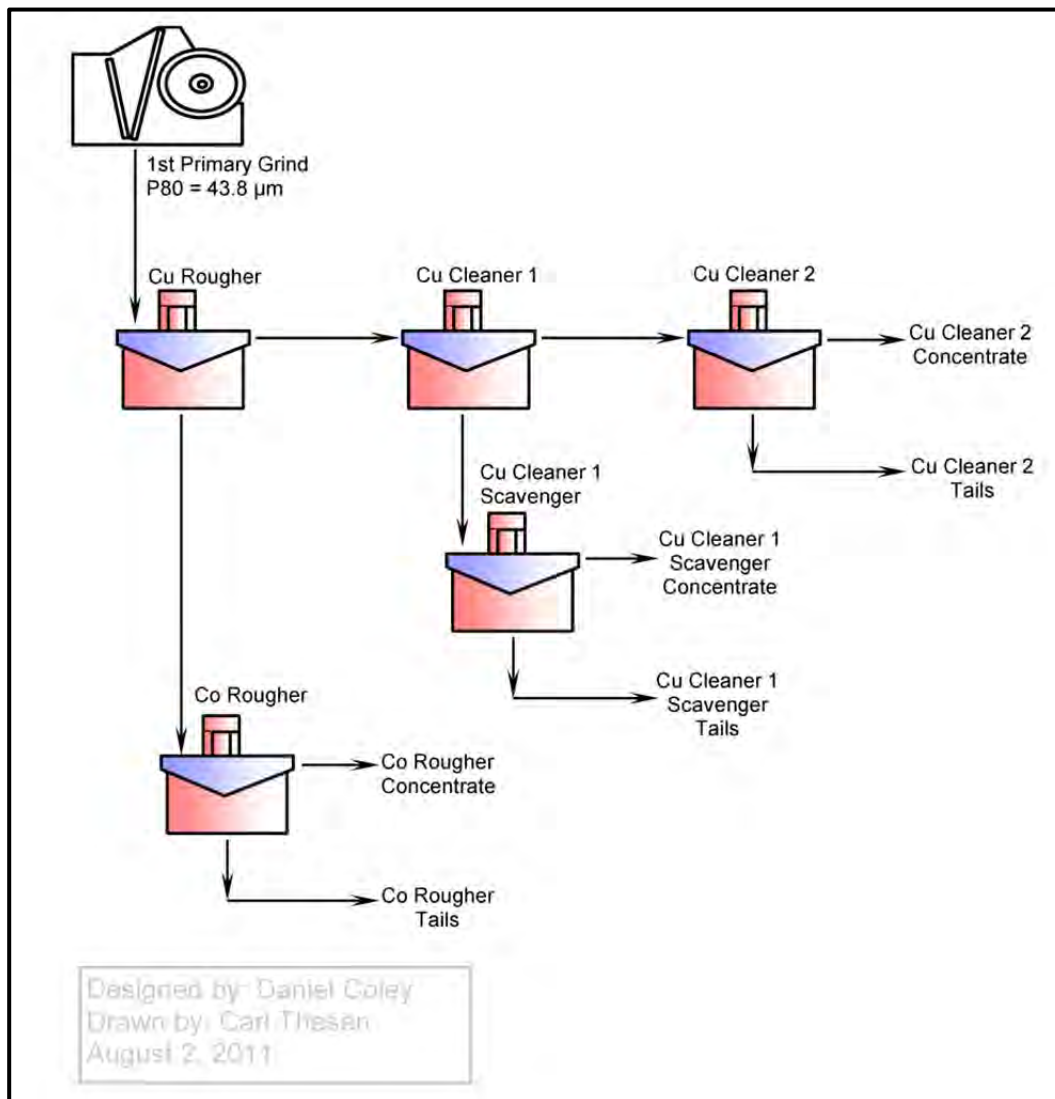 1st Primary Grind
P80 = 43.8 µm
Cu Rougher
Cu Cleaner 1
Cu Cleaner 2
Cu Cleaner 2
Concentrate
Cu Cleaner 2
Tails
Cu Cleaner 1
Scavenger
Cu Cleaner 1
Scavenger
Concentrate
Cu Cleaner 1
Scavenger
Tails
Co Rougher
Co Rougher
Concentrate
Co Rougher
Tails
Designed by: Daniel Coley
Drawn by: Carl Thesen
August 2, 2011